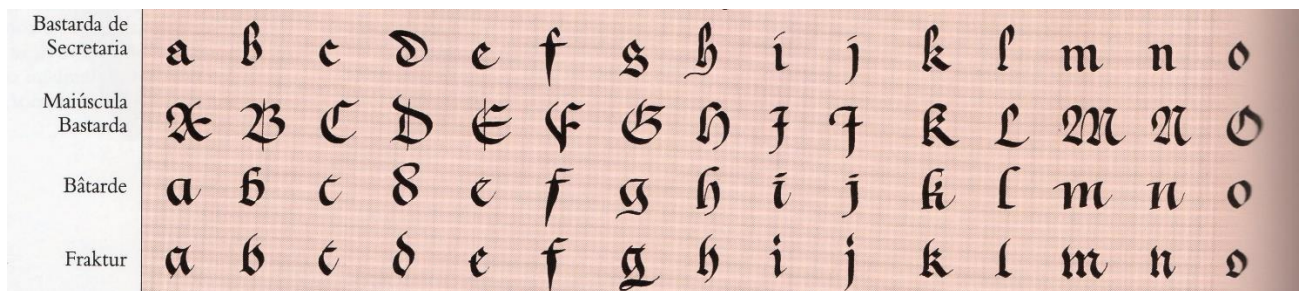 Bastarda de
Secretaria a b c d e f g h i j k l m n o
Maiúscula
Bastarda A B C D E F G H I J K L M N O
Bâtarde a b c d e f g h i j k l m n o
Fraktur a b c d e f g h i j k l m n o